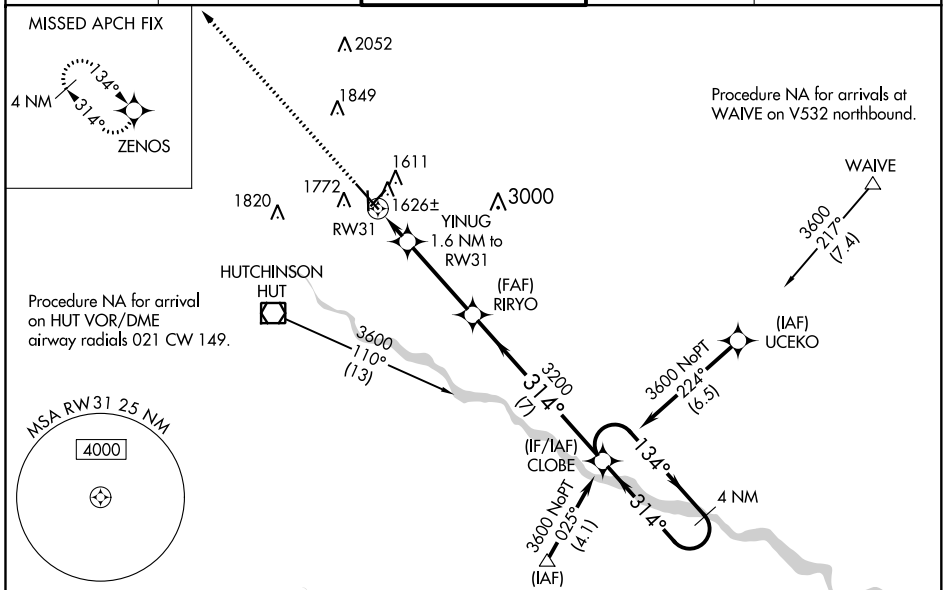 MISSED APCH FIX
134°
4 NM
314°
ZENOS
2052
1849
Procedure NA for arrivals at
WAIVE on V532 northbound.
WAIVE
1611
1772
1820
1626±
3000
RW31
YINUG
1.6 NM to
RW31
3600
217°
(7.4)
HUTCHINSON
HUT
(FAF)
RIRYO
Procedure NA for arrival
on HUT VOR/DME
airway radials 021 CW 149.
3600
110°
(13)
(IAF)
UCEKO
3200
314°
(7)
3600 NoPT
224°
(6.5)
MSA RW31 25 NM
4000
(IF/IAF)
CLOBE
134°
4 NM
314°
3600 NoPT
025°
(4.1)
(IAF)